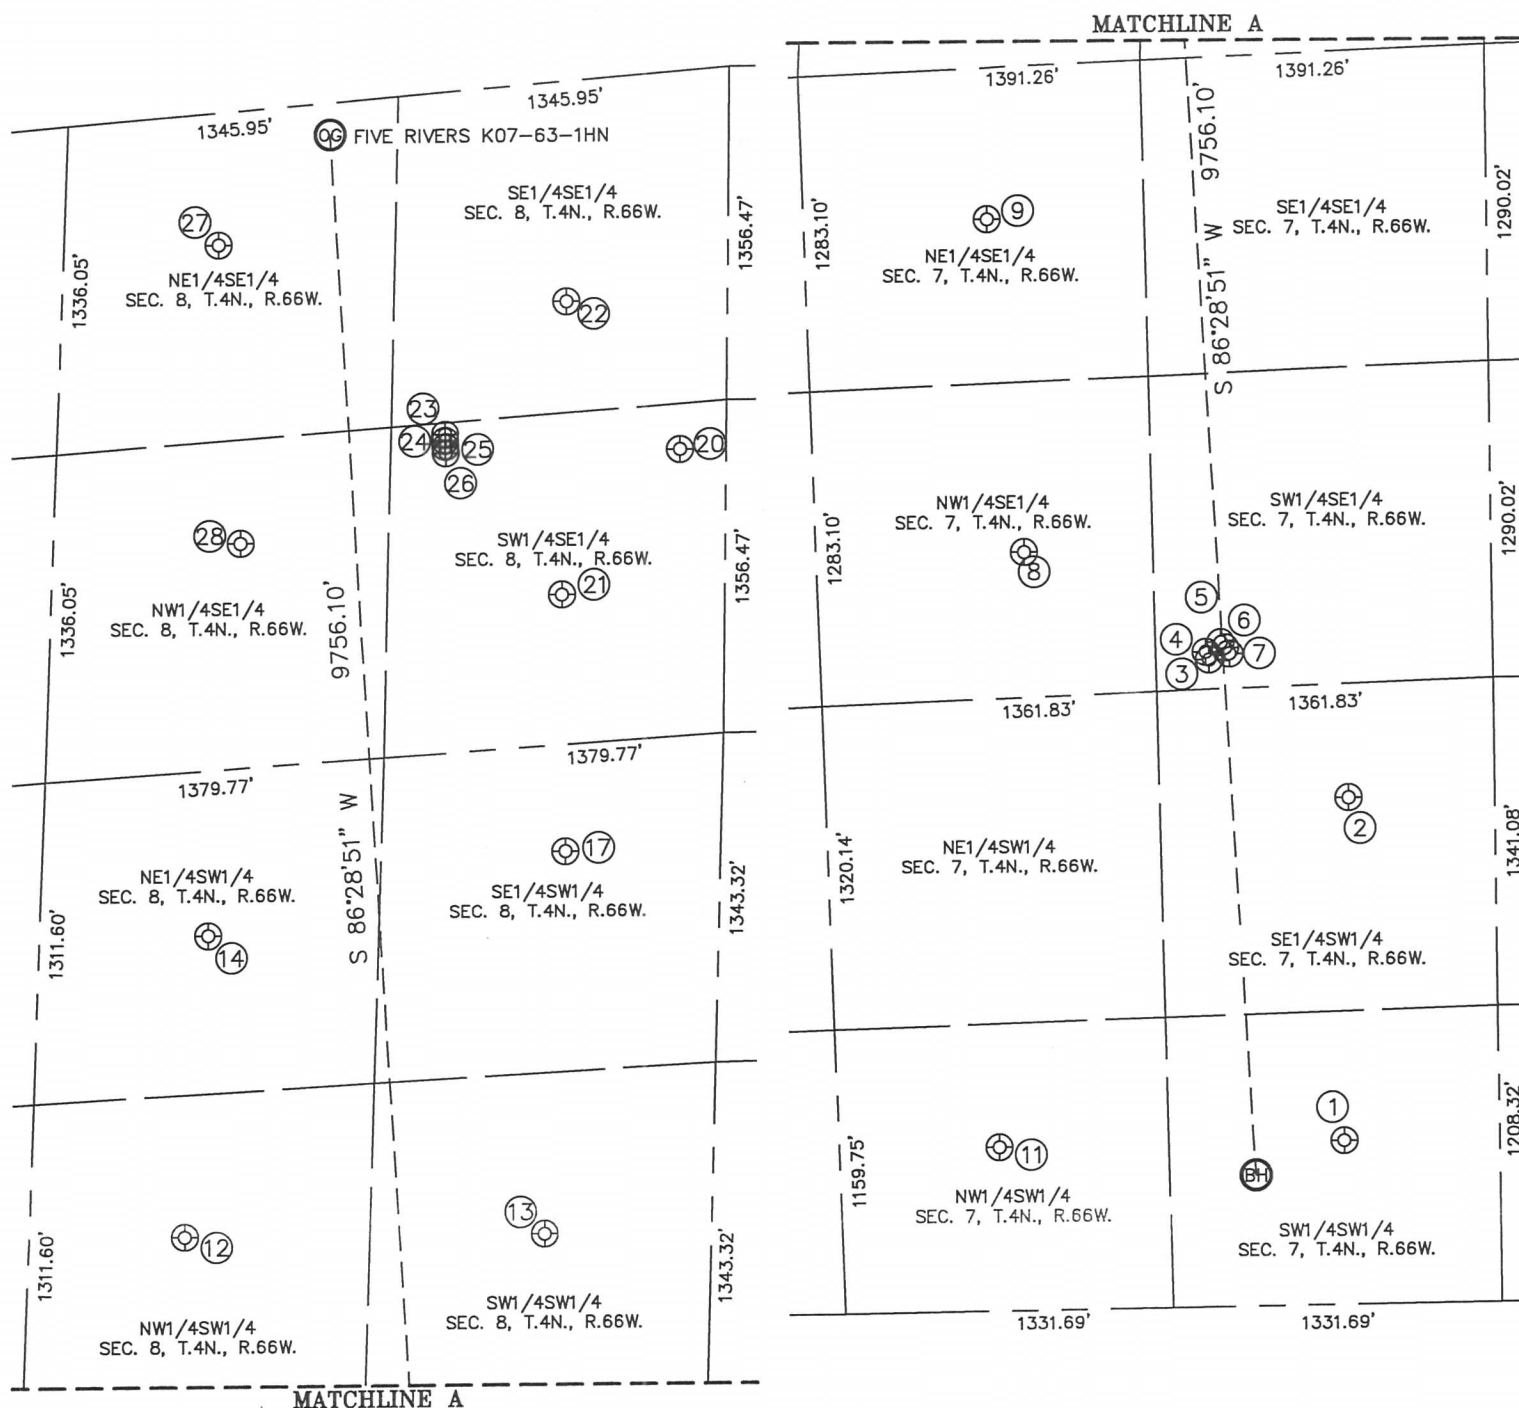 1345.95'
1345.95'
OG FIVE RIVERS K07-63-1HN
SE1/4SE1/4
SEC. 8, T.4N., R.66W.
27
NE1/4SE1/4
SEC. 8, T.4N., R.66W.
1336.05'
1356.47'
22
23
24
25
26
20
28
SW1/4SE1/4
SEC. 8, T.4N., R.66W.
21
NW1/4SE1/4
SEC. 8, T.4N., R.66W.
1336.05'
9756.10'
1356.47'
1379.77'
1379.77'
S 86°28'51" W
17
NE1/4SW1/4
SEC. 8, T.4N., R.66W.
SE1/4SW1/4
SEC. 8, T.4N., R.66W.
14
1311.60'
1343.32'
13
12
1311.60'
1343.32'
NW1/4SW1/4
SEC. 8, T.4N., R.66W.
SW1/4SW1/4
SEC. 8, T.4N., R.66W.
MATCHLINE A
MATCHLINE A
1391.26'
1391.26'
9756.10'
9
SE1/4SE1/4
SEC. 7, T.4N., R.66W.
NE1/4SE1/4
SEC. 7, T.4N., R.66W.
1283.10'
1290.02'
S 86°28'51" W
NW1/4SE1/4
SEC. 7, T.4N., R.66W.
SW1/4SE1/4
SEC. 7, T.4N., R.66W.
1283.10'
1290.02'
8
5
6
4
7
3
1361.83'
1361.83'
2
NE1/4SW1/4
SEC. 7, T.4N., R.66W.
1320.14'
1341.08'
SE1/4SW1/4
SEC. 7, T.4N., R.66W.
1
11
1159.75'
1208.32'
BH
NW1/4SW1/4
SEC. 7, T.4N., R.66W.
SW1/4SW1/4
SEC. 7, T.4N., R.66W.
1331.69'
1331.69'